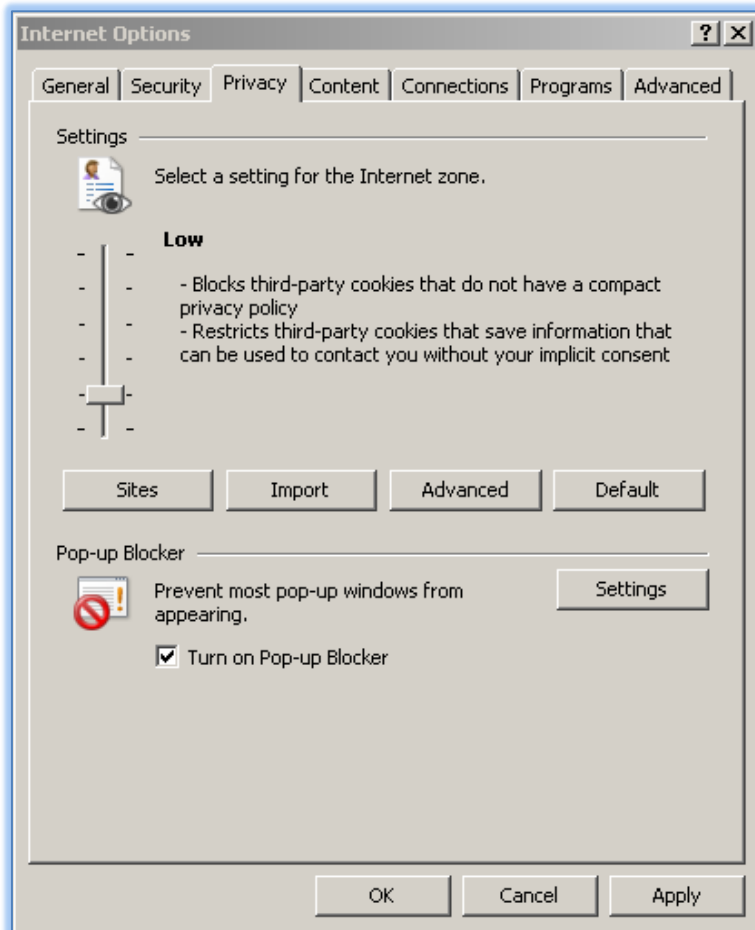 Internet Options
General Security Privacy Content Connections Programs Advanced
Settings
Select a setting for the Internet zone.
Low
- Blocks third-party cookies that do not have a compact
privacy policy
- Restricts third-party cookies that save information that
can be used to contact you without your implicit consent
Sites Import Advanced Default
Pop-up Blocker
Prevent most pop-up windows from
appearing.
Settings
Turn on Pop-up Blocker
OK Cancel Apply